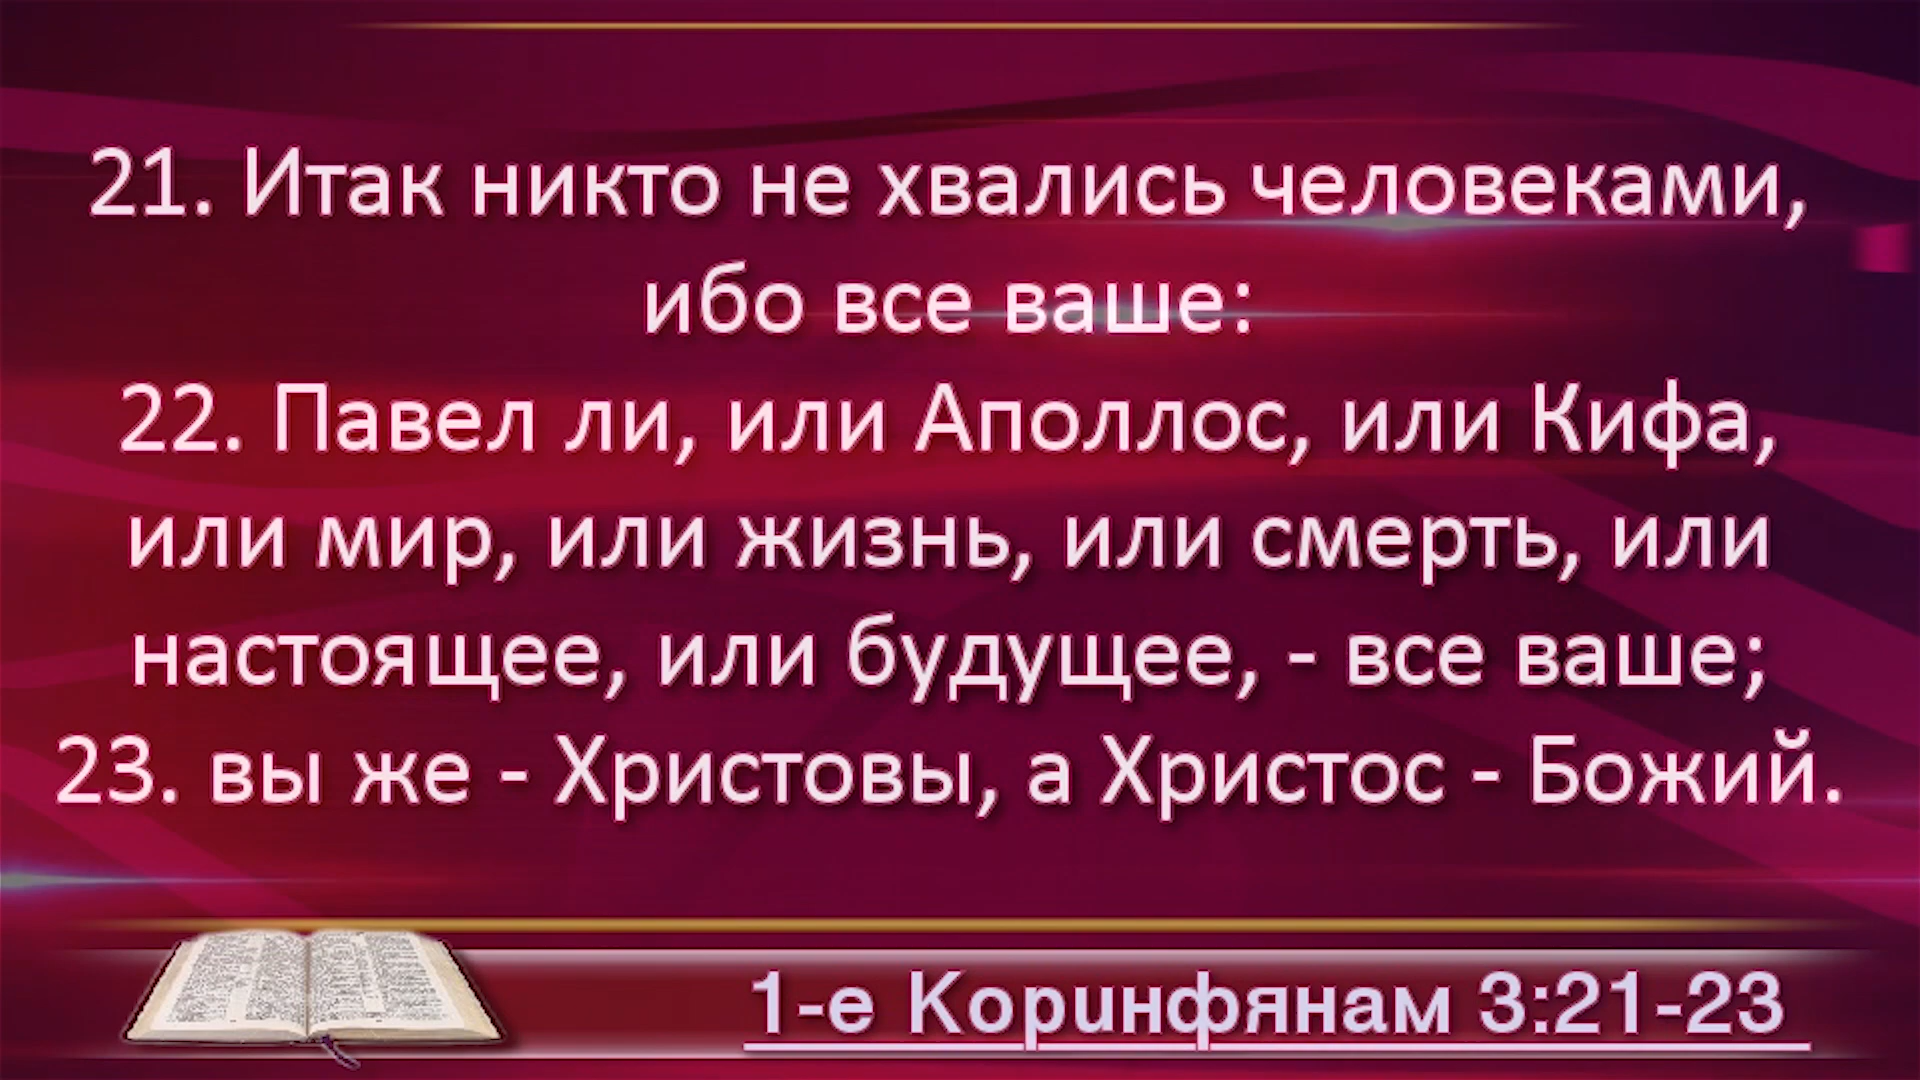 21. Итак никто не хвались человеками,
ибо все ваше:
22. Павел ли, или Аполлос, или Кифа,
или мир, или жизнь, или смерть, или
настоящее, или будущее, - все ваше;
23. вы же - Христовы, а Христос - Божий.
1-е Коринфянам 3:21-23